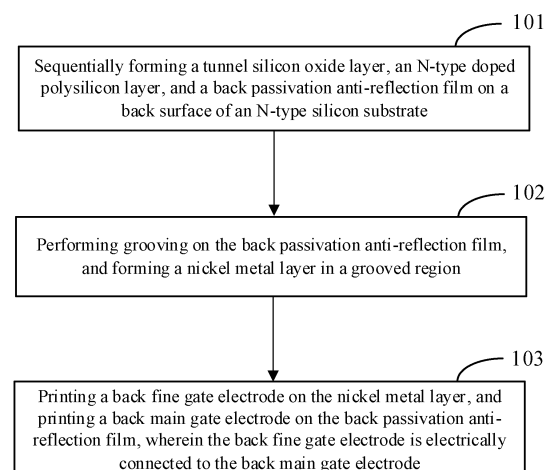 101
Sequentially forming a tunnel silicon oxide layer, an N-type doped
polysilicon layer, and a back passivation anti-reflection film on a
back surface of an N-type silicon substrate
102
Performing grooving on the back passivation anti-reflection film,
and forming a nickel metal layer in a grooved region
103
Printing a back fine gate electrode on the nickel metal layer, and
printing a back main gate electrode on the back passivation anti-
reflection film, wherein the back fine gate electrode is electrically
connected to the back main gate electrode